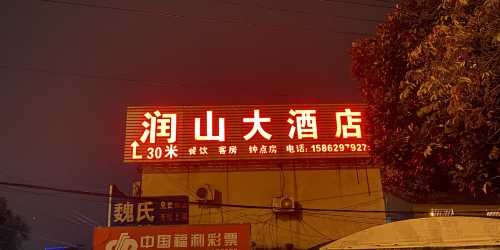 润山大酒店
30米 餐饮 客房 钟点房 电话:15862979273
魏氏
中国福利彩票